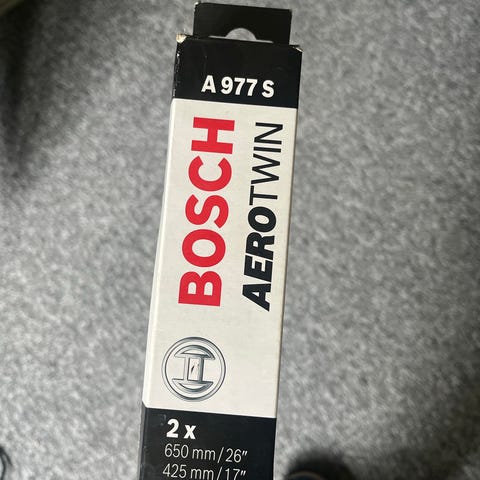 A 977 S
BOSCH
AEROTWIN
2 x
650 mm / 26"
425 mm / 17"